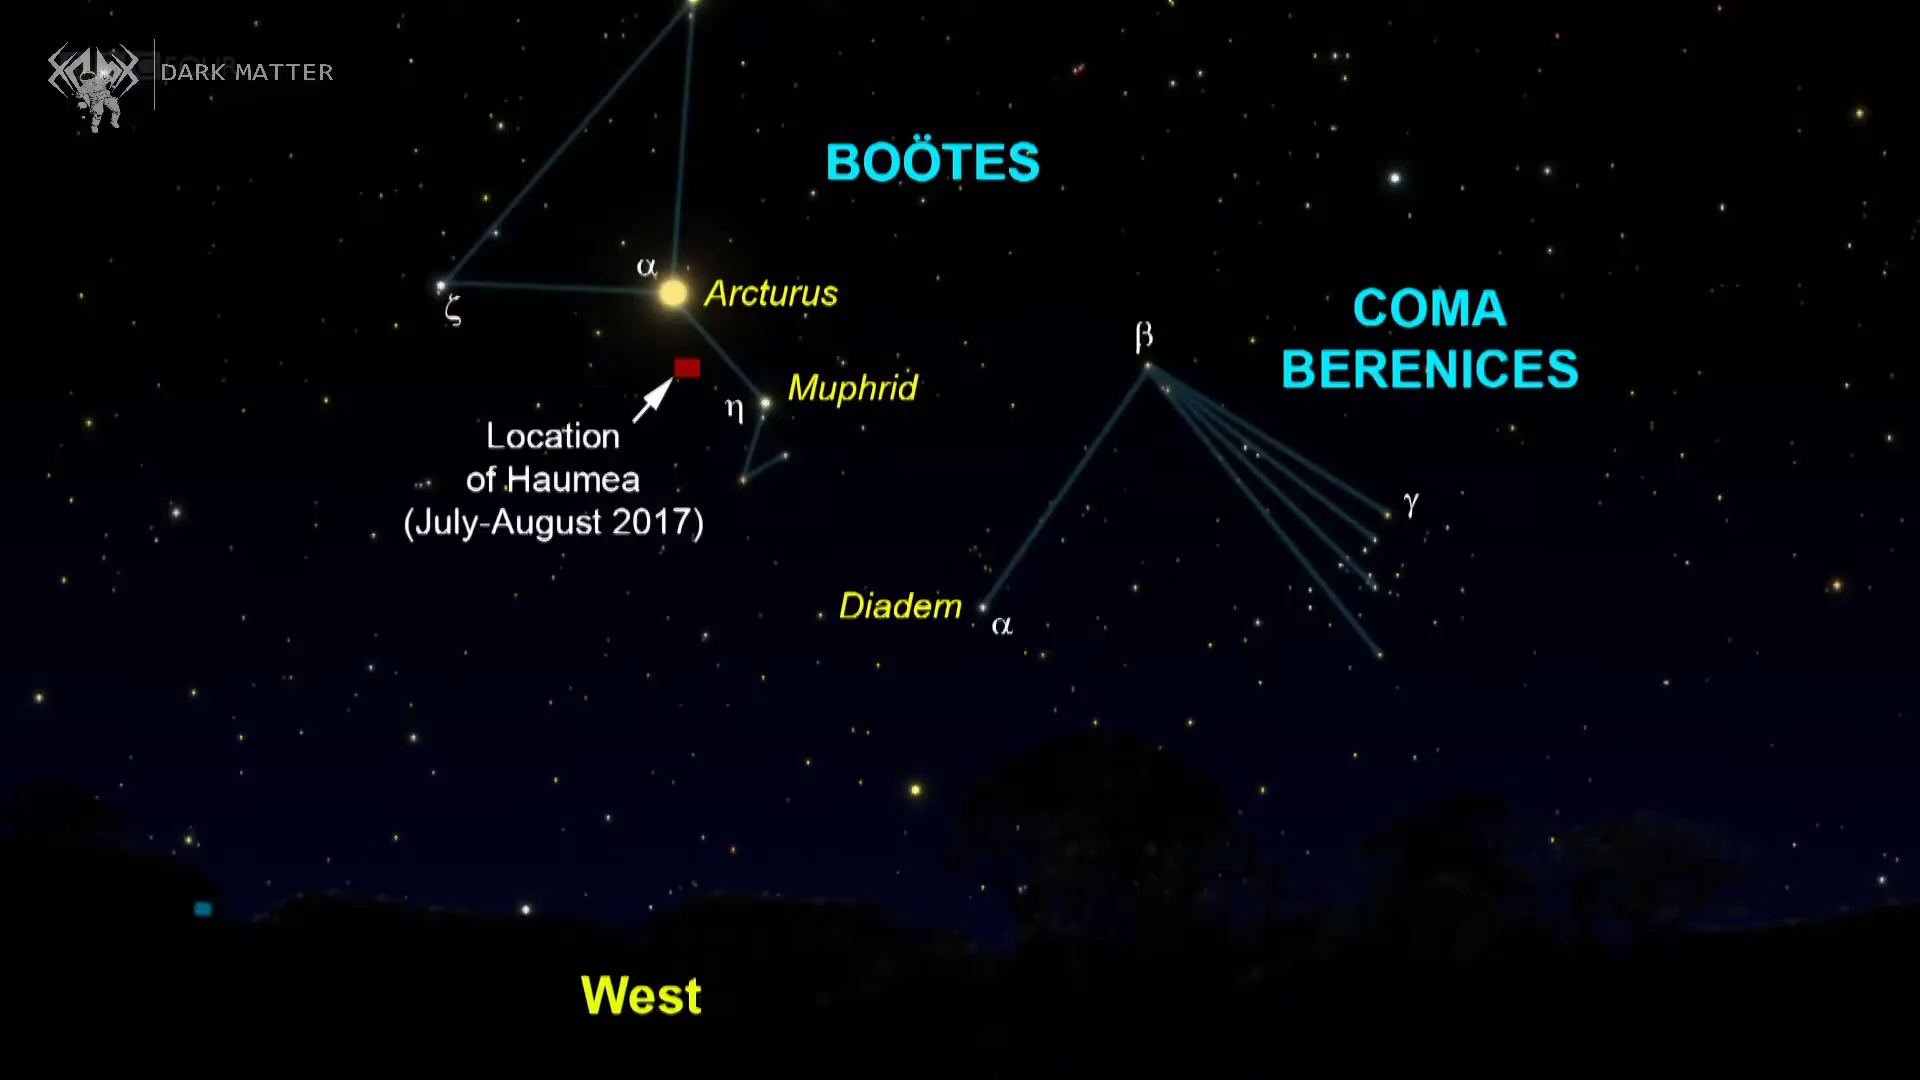 DARK MATTER
BOÖTES
α
Arcturus
ζ
COMA
BERENICES
β
Muphrid
η
Location
of Haumea
(July-August 2017)
γ
Diadem
α
West